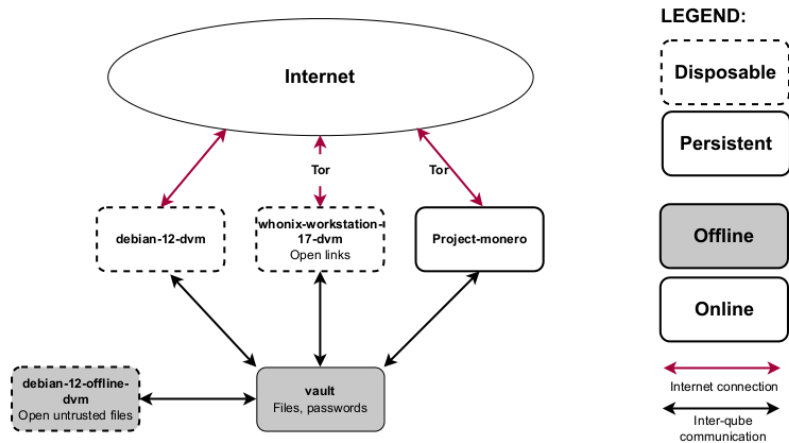 LEGEND:
Internet
Disposable
Persistent
Tor
Tor
debian-12-dvm
whonix-workstation-
17-dvm
Open links
Project-monero
Offline
Online
debian-12-offline-
dvm
Open untrusted files
vault
Files, passwords
Internet connection
Inter-qube
communication